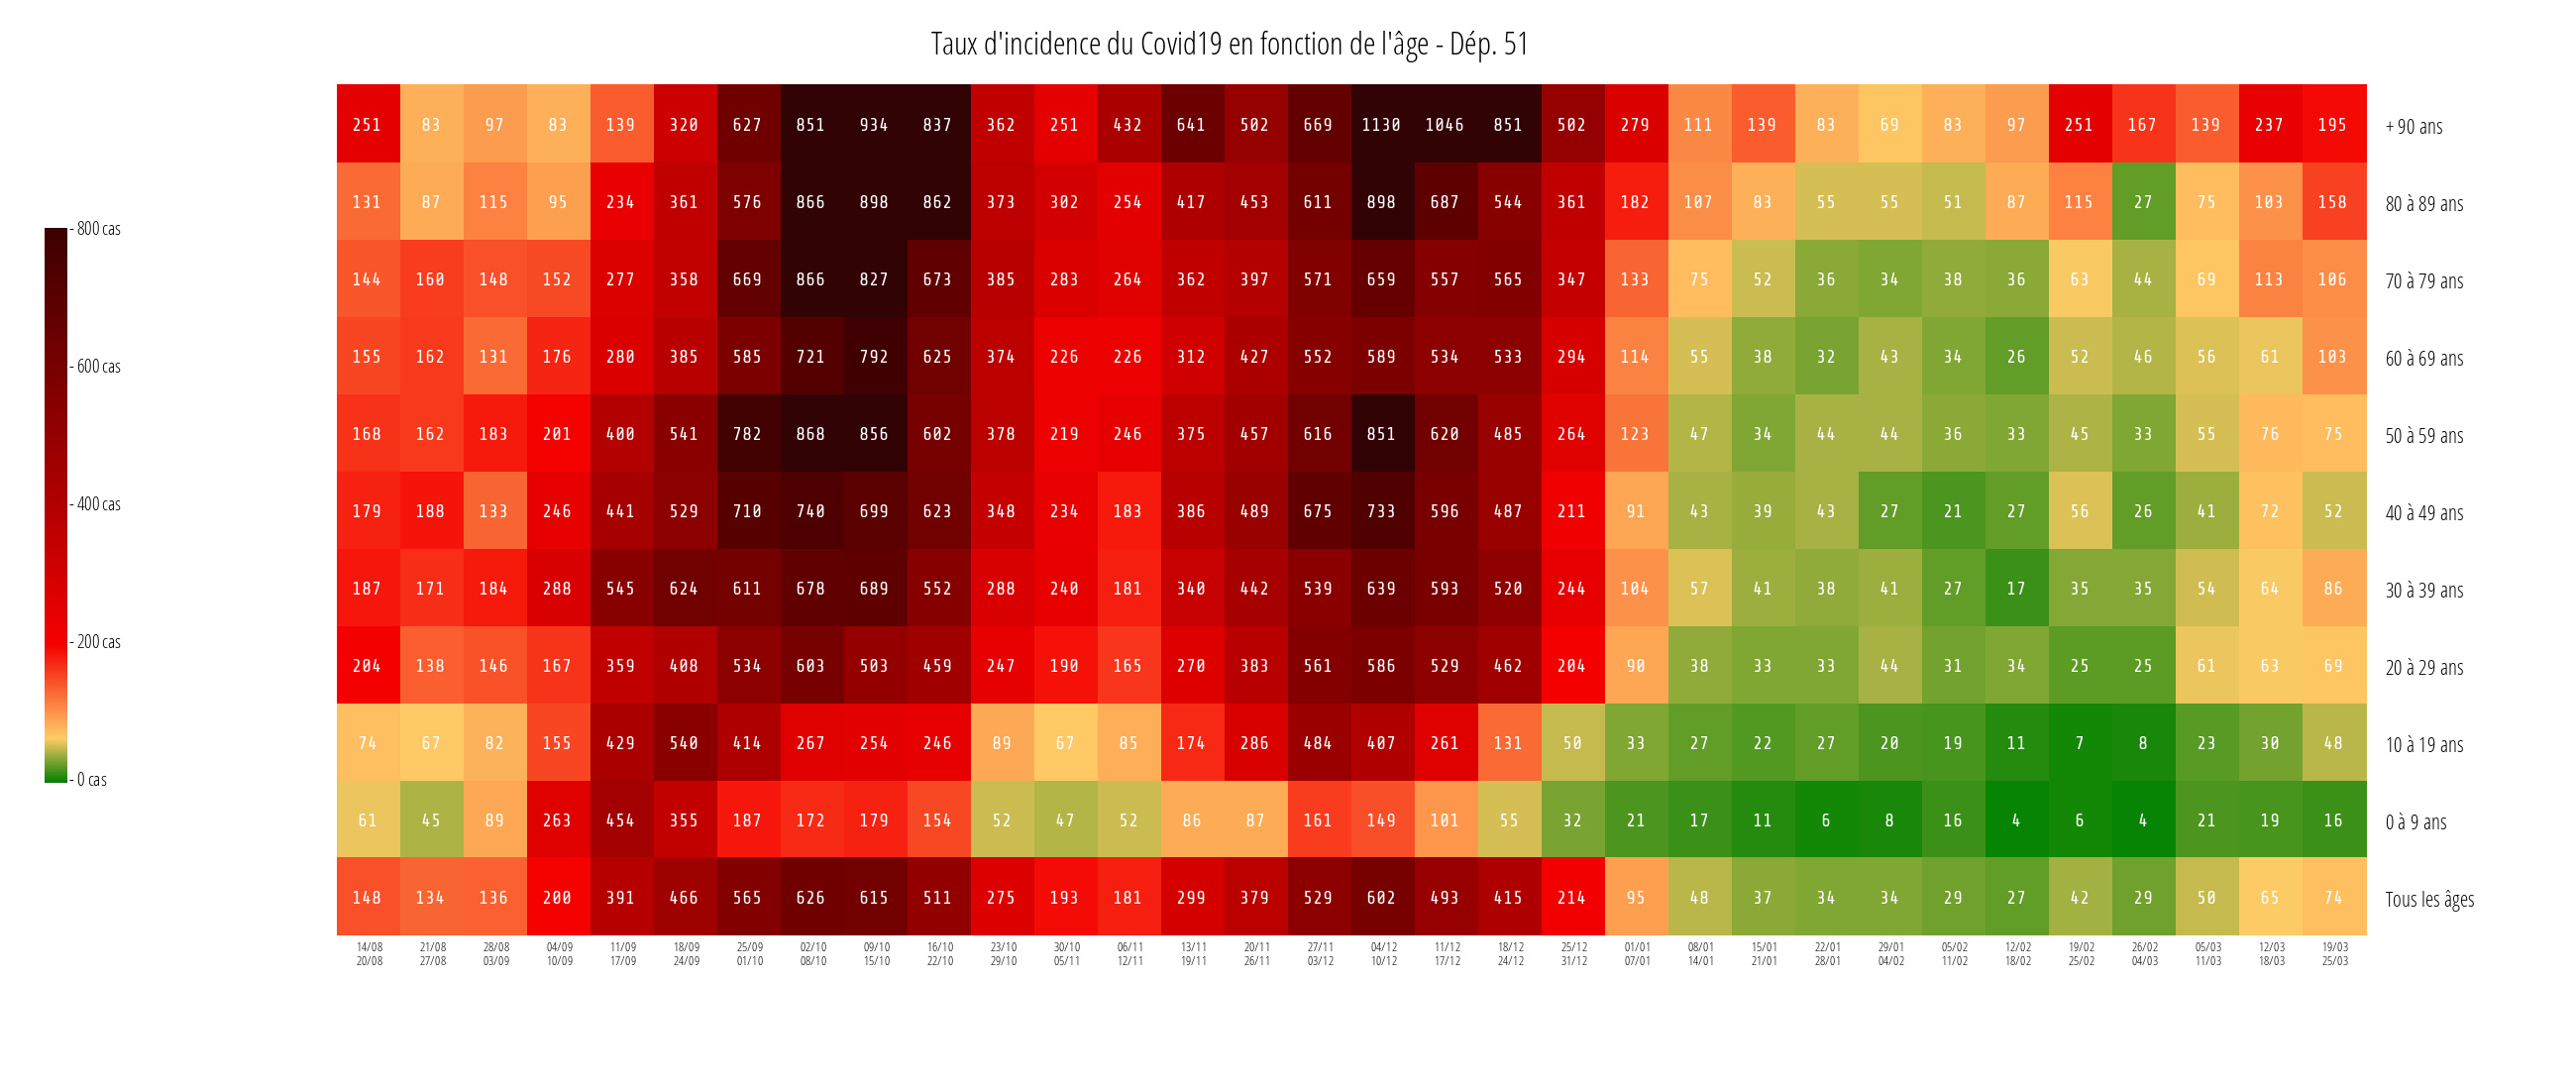 Taux d'incidence du Covid19 en fonction de l'âge - Dép. 51
251 83 97 83 139 320 627 851 934 837 362 251 432 641 502 669 1130 1046 851 502 279 111 139 83 69 83 97 251 167 139 237 195 + 90 ans
131 87 115 95 234 361 576 866 898 862 373 302 254 417 453 611 898 687 544 361 182 107 83 55 55 51 87 115 27 75 103 158 80 à 89 ans
- 800 cas
144 160 148 152 277 358 669 866 827 673 385 283 264 362 397 571 659 557 565 347 133 75 52 36 34 38 36 63 44 69 113 106 70 à 79 ans
155 162 131 176 280 385 585 721 792 625 374 226 226 312 427 552 589 534 533 294 114 55 38 32 43 34 26 52 46 56 61 103 60 à 69 ans
- 600 cas
168 162 183 201 400 541 782 868 856 602 378 219 246 375 457 616 851 620 485 264 123 47 34 44 44 36 33 45 33 55 76 75 50 à 59 ans
- 400 cas
179 188 133 246 441 529 710 740 699 623 348 234 183 386 489 675 733 596 487 211 91 43 39 43 27 21 27 56 26 41 72 52 40 à 49 ans
187 171 184 288 545 624 611 678 689 552 288 240 181 340 442 539 639 593 520 244 104 57 41 38 41 27 17 35 35 54 64 86 30 à 39 ans
- 200 cas
204 138 146 167 359 408 534 603 503 459 247 190 165 270 383 561 586 529 462 204 90 38 33 33 44 31 34 25 25 61 63 69 20 à 29 ans
74 67 82 155 429 540 414 267 254 246 89 67 85 174 286 484 407 261 131 50 33 27 22 27 20 19 11 7 8 23 30 48 10 à 19 ans
- 0 cas
61 45 89 263 454 355 187 172 179 154 52 47 52 86 87 161 149 101 55 32 21 17 11 6 8 16 4 6 4 21 19 16 0 à 9 ans
148 134 136 200 391 466 565 626 615 511 275 193 181 299 379 529 602 493 415 214 95 48 37 34 34 29 27 42 29 50 65 74 Tous les âges
14/08 21/08 28/08 04/09 11/09 18/09 25/09 02/10 09/10 16/10 23/10 30/10 06/11 13/11 20/11 27/11 04/12 11/12 18/12 25/12 01/01 08/01 15/01 22/01 29/01 05/02 12/02 19/02 26/02 05/03 12/03 19/03
20/08 27/08 03/09 10/09 17/09 24/09 01/10 08/10 15/10 22/10 29/10 05/11 12/11 19/11 26/11 03/12 10/12 17/12 24/12 31/12 07/01 14/01 21/01 28/01 04/02 11/02 18/02 25/02 04/03 11/03 18/03 25/03